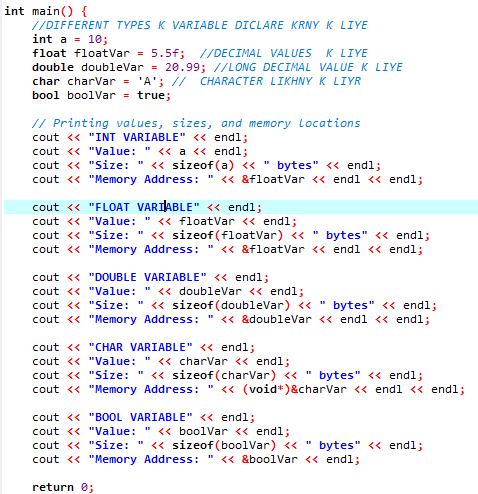 int main() {
//DIFFERENT TYPES K VARIABLE DICLARE KRNY K LIYE
int a = 10;
float floatVar = 5.5f;  //DECIMAL VALUES  K LIYE
double doubleVar = 20.99; //LONG DECIMAL VALUE K LIYE
char charVar = 'A'; //  CHARACTER LIKHNY K LIYR
bool boolVar = true;
// Printing values, sizes, and memory locations
cout << "INT VARIABLE" << endl;
cout << "Value: " << a << endl;
cout << "Size: " << sizeof(a) << " bytes" << endl;
cout << "Memory Address: " << &floatVar << endl << endl;
cout << "FLOAT VARIABLE" << endl;
cout << "Value: " << floatVar << endl;
cout << "Size: " << sizeof(floatVar) << " bytes" << endl;
cout << "Memory Address: " << &floatVar << endl << endl;
cout << "DOUBLE VARIABLE" << endl;
cout << "Value: " << doubleVar << endl;
cout << "Size: " << sizeof(doubleVar) << " bytes" << endl;
cout << "Memory Address: " << &doubleVar << endl << endl;
cout << "CHAR VARIABLE" << endl;
cout << "Value: " << charVar << endl;
cout << "Size: " << sizeof(charVar) << " bytes" << endl;
cout << "Memory Address: " << (void*)&charVar << endl << endl;
cout << "BOOL VARIABLE" << endl;
cout << "Value: " << boolVar << endl;
cout << "Size: " << sizeof(boolVar) << " bytes" << endl;
cout << "Memory Address: " << &boolVar << endl;
return 0;